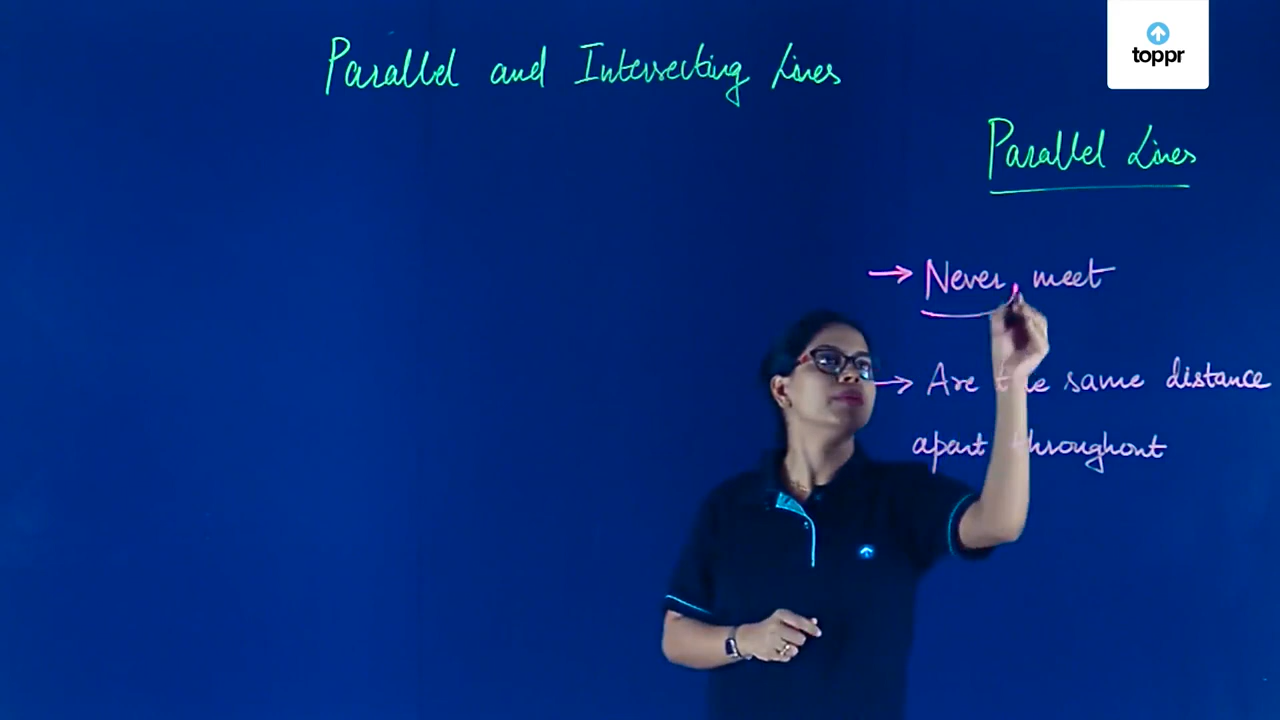 Parallel and Intersecting Lines
toppr
Parallel Lines
→ Never meet
→ Are the same distance
apart throughout